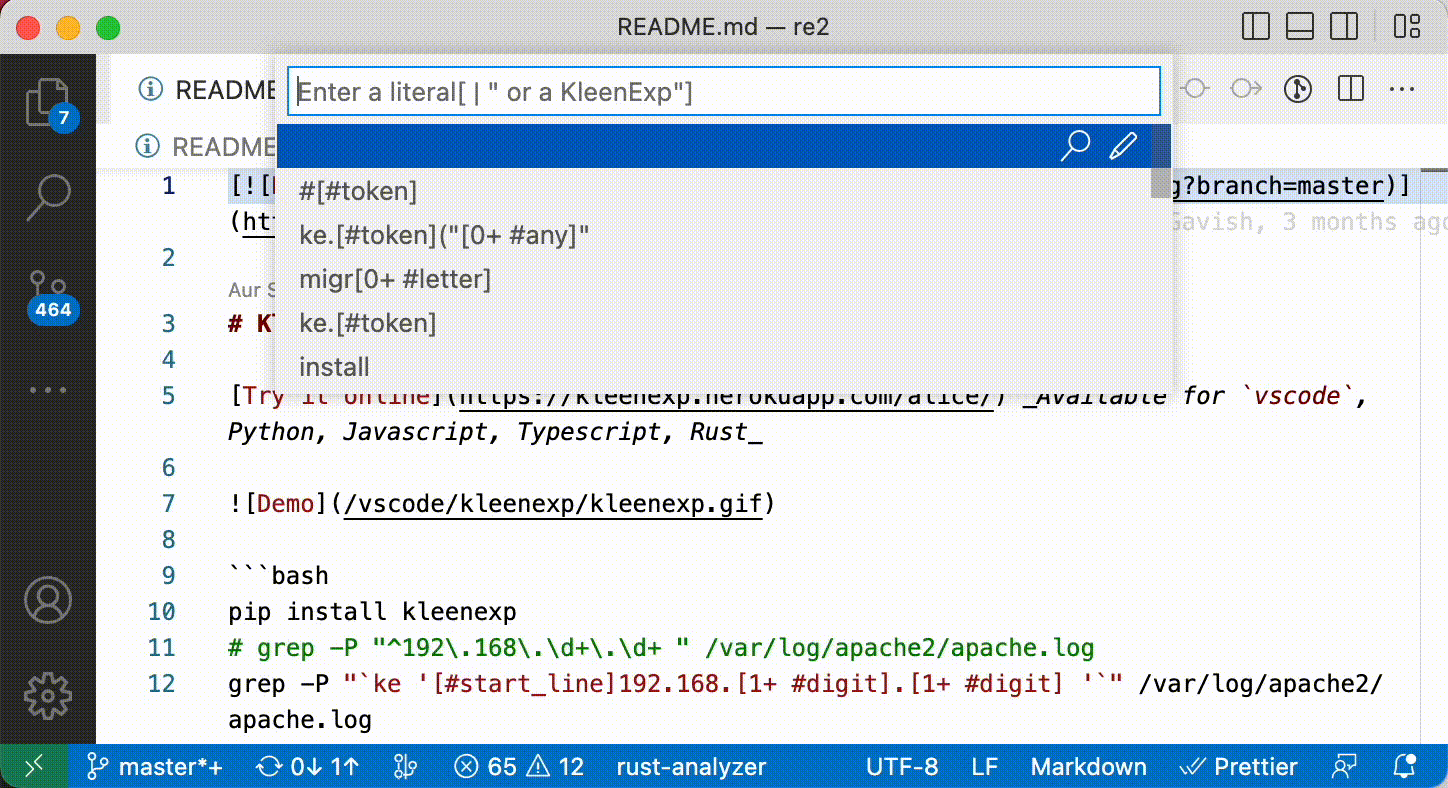 README.md — re2
README
7
Enter a literal[ | " or a KleenExp"]
README
1 [![ g?branch=master)]
#[#token]
(ht Gavish, 3 months ago
ke.[#token]("[0+ #any]"
2
migr[0+ #letter]
Aur
464
3 #
ke.[#token]
4
install
5 [Try it online](https://kleenexp.herokuapp.com/alice/) _Available for `vscode`,
Python, Javascript, Typescript, Rust_
6
7 ![Demo](/vscode/kleenexp/kleenexp.gif)
8
9 ```bash
10 pip install kleenexp
11 # grep -P "^192\.168\.\d+\.\d+ " /var/log/apache2/apache.log
12 grep -P "`ke '[#start_line]192.168.[1+ #digit].[1+ #digit] '`" /var/log/apache2/
apache.log
master*+ 0↓ 1↑ 65 12 rust-analyzer UTF-8 LF Markdown Prettier